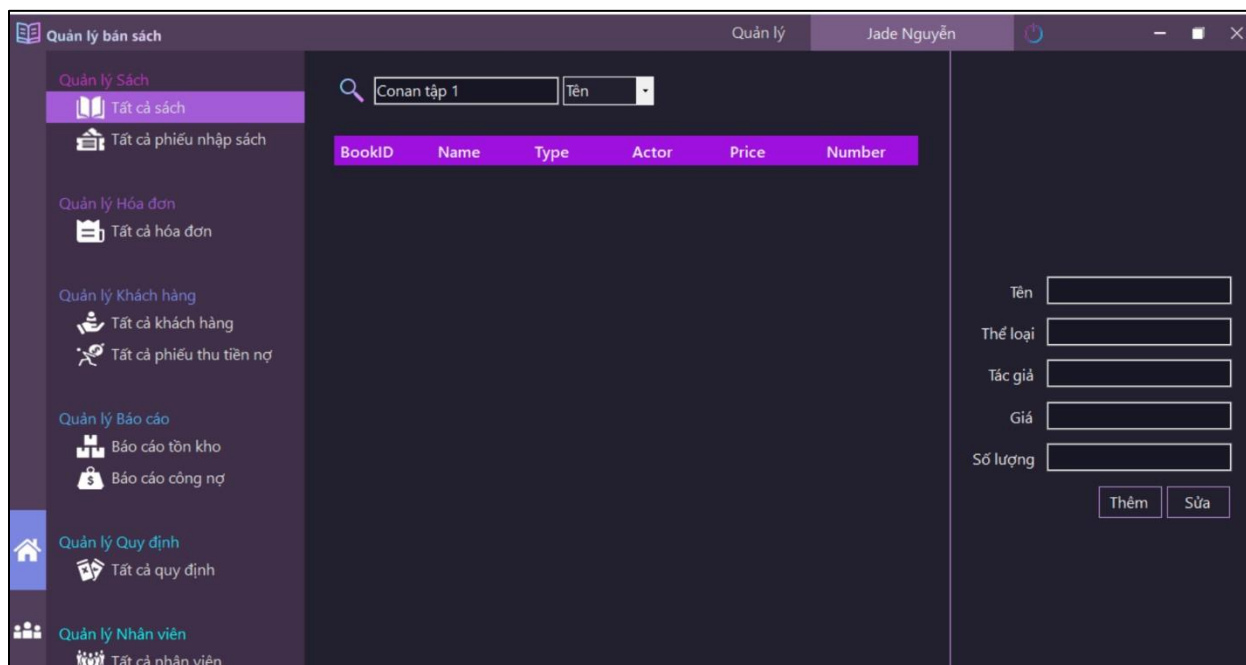 Quản lý bán sách
Quản lý
Jade Nguyễn
Quản lý Sách
Tất cả sách
Tất cả phiếu nhập sách
Quản lý Hóa đơn
Tất cả hóa đơn
Quản lý Khách hàng
Tất cả khách hàng
Tất cả phiếu thu tiền nợ
Quản lý Báo cáo
Báo cáo tồn kho
Báo cáo công nợ
Quản lý Quy định
Tất cả quy định
Quản lý Nhân viên
Tất cả nhân viên
Conan tập 1 Tên
BookID Name Type Actor Price Number
Tên
Thể loại
Tác giả
Giá
Số lượng
Thêm Sửa